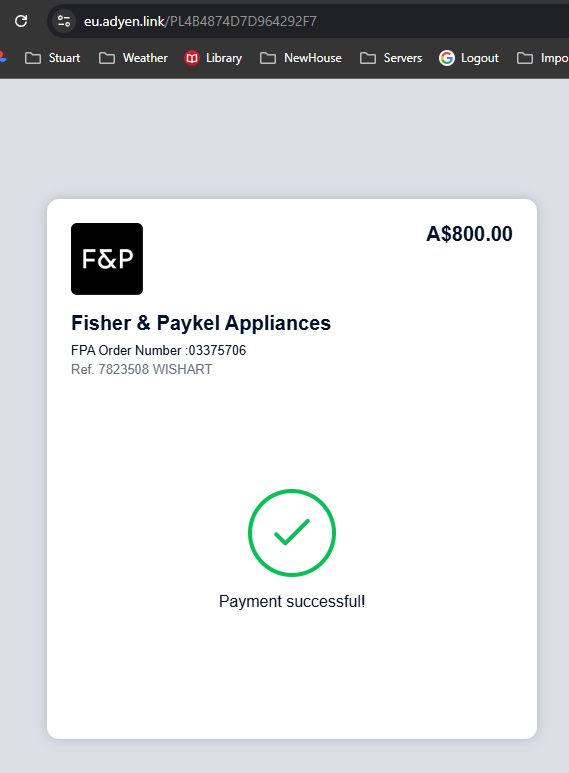 eu.adyen.link/PL4B4874D7D964292F7
Stuart Weather Library NewHouse Servers Logout Impo
F&P
A$800.00
Fisher & Paykel Appliances
FPA Order Number :03375706
Ref. 7823508 WISHART
Payment successful!